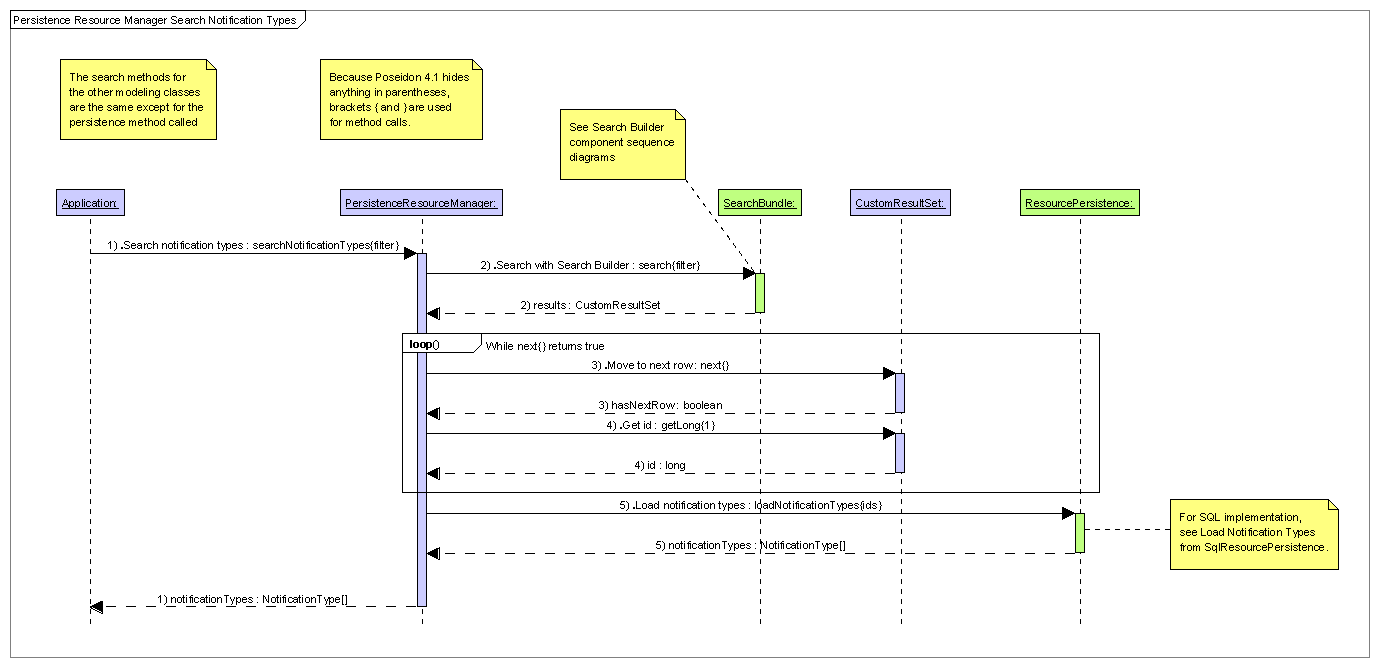 Persistence Resource Manager Search Notification Types
The search methods for
the other modeling classes
are the same except for the
persistence method called
Because Poseidon 4.1 hides
anything in parentheses,
brackets { and } are used
for method calls.
See Search Builder
component sequence
diagrams
Application:
PersistenceResourceManager:
SearchBundle:
CustomResultSet:
ResourcePersistence:
1) .Search notification types : searchNotificationTypes{filter}
2) .Search with Search Builder : search{filter}
2) results : CustomResultSet
loop()
While next{} returns true
3) .Move to next row : next{}
3) hasNextRow : boolean
4) .Get id : getLong{1}
4) id : long
5) .Load notification types : loadNotificationTypes{ids}
For SQL implementation,
see Load Notification Types
from SqlResourcePersistence.
5) notificationTypes : NotificationType[]
1) notificationTypes : NotificationType[]